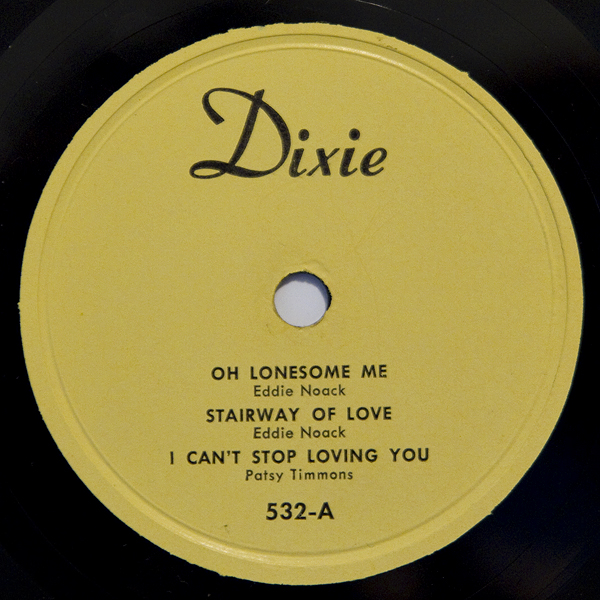 Dixie
OH LONESOME ME
Eddie Noack
STAIRWAY OF LOVE
Eddie Noack
I CAN'T STOP LOVING YOU
Patsy Timmons
532-A